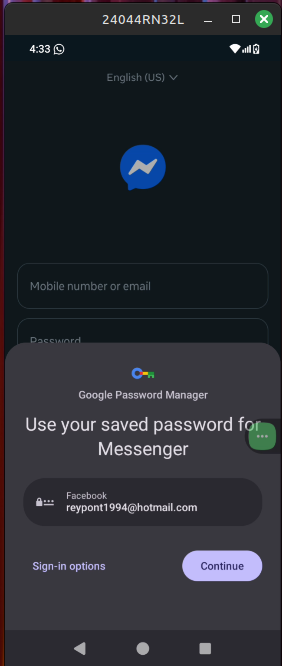 24044RN32L
4:33
English (US)
Mobile number or email
Password
Google Password Manager
Use your saved password for
Messenger
Facebook
reypont1994@hotmail.com
Sign-in options
Continue